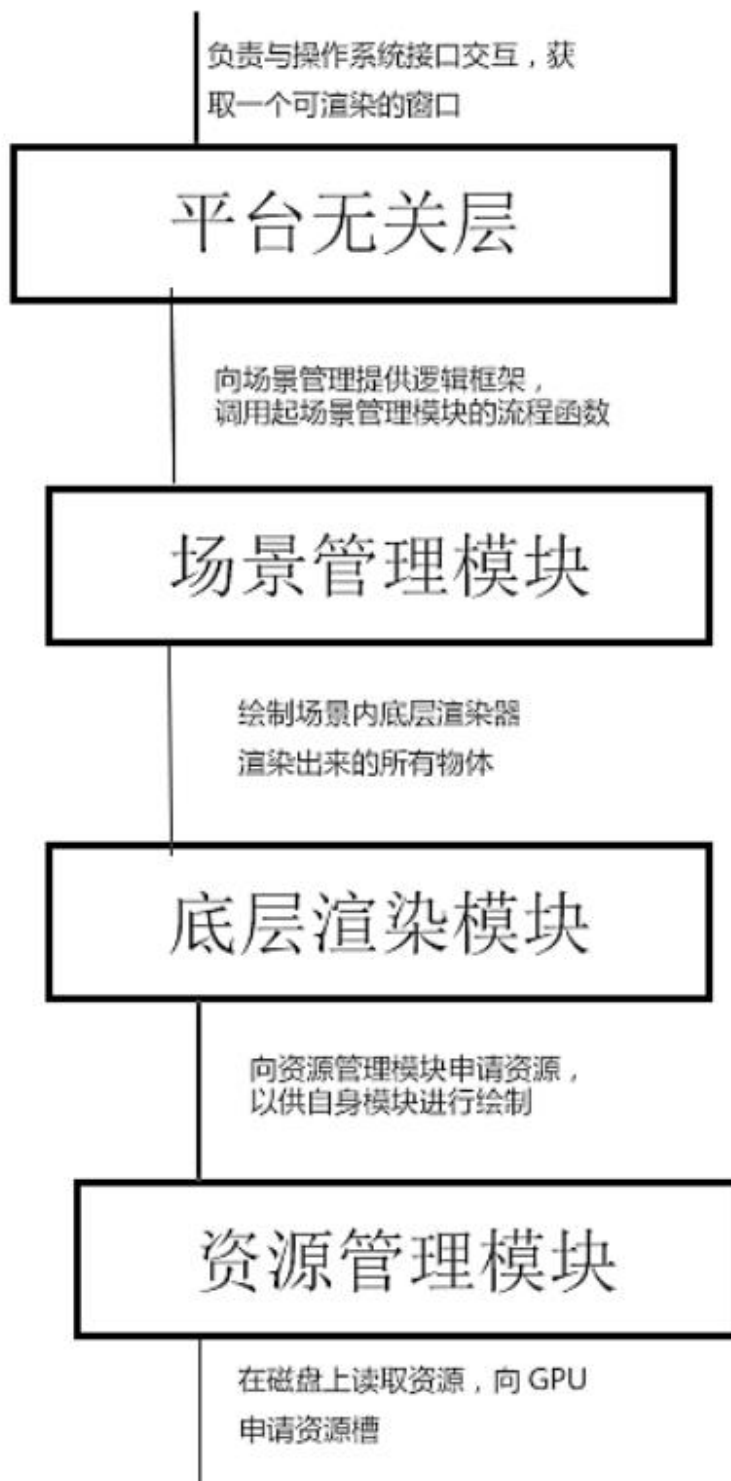 负责与操作系统接口交互，获
取一个可渲染的窗口
平台无关层
向场景管理提供逻辑框架，
调用起场景管理模块的流程函数
场景管理模块
绘制场景内底层渲染器
渲染出来的所有物体
底层渲染模块
向资源管理模块申请资源，
以供自身模块进行绘制
资源管理模块
在磁盘上读取资源，向 GPU
申请资源槽